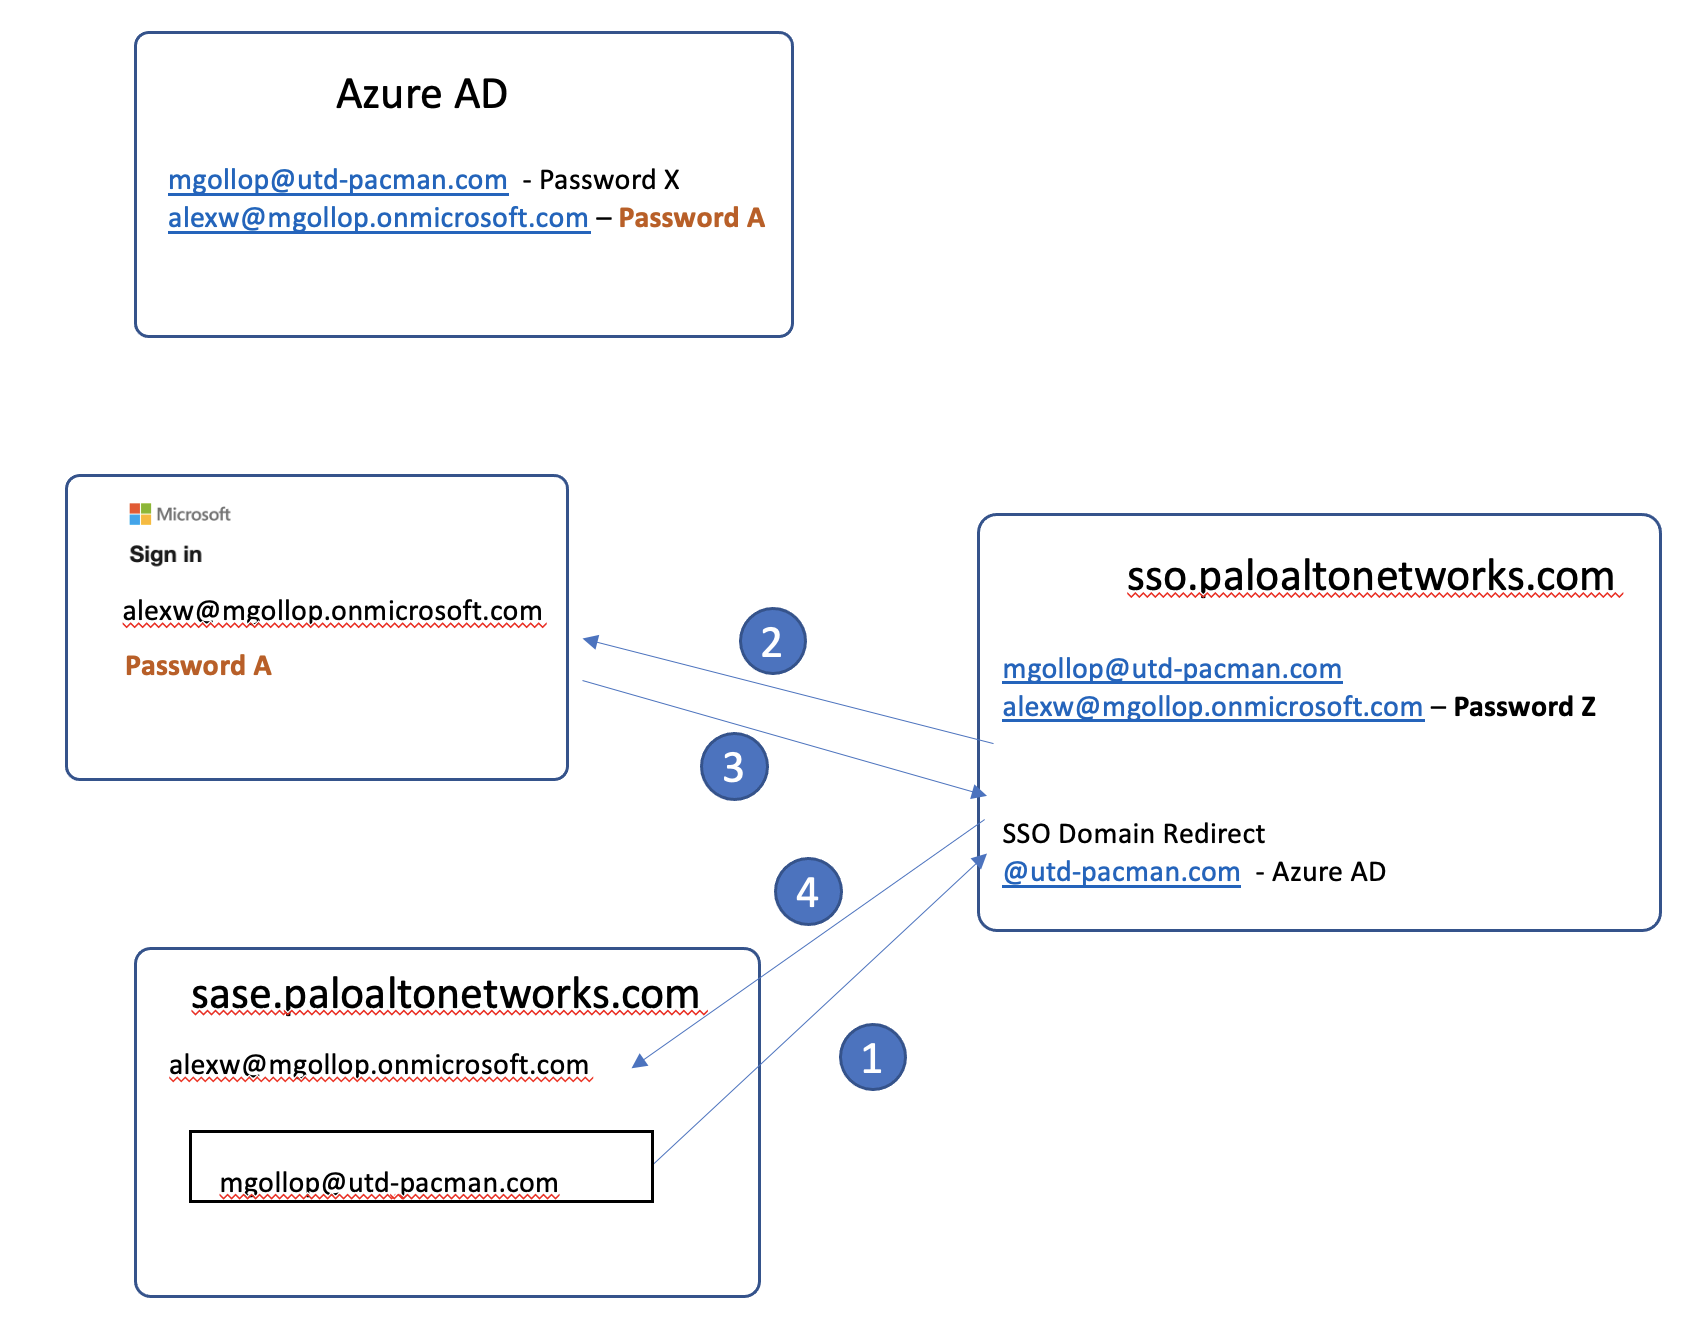 Azure AD
mgollop@utd-pacman.com - Password X
alexw@mgollop.onmicrosoft.com – Password A
Microsoft
Sign in
alexw@mgollop.onmicrosoft.com
Password A
2
3
sso.paloaltonetworks.com
mgollop@utd-pacman.com
alexw@mgollop.onmicrosoft.com – Password Z
SSO Domain Redirect
@utd-pacman.com - Azure AD
4
1
sase.paloaltonetworks.com
alexw@mgollop.onmicrosoft.com
mgollop@utd-pacman.com